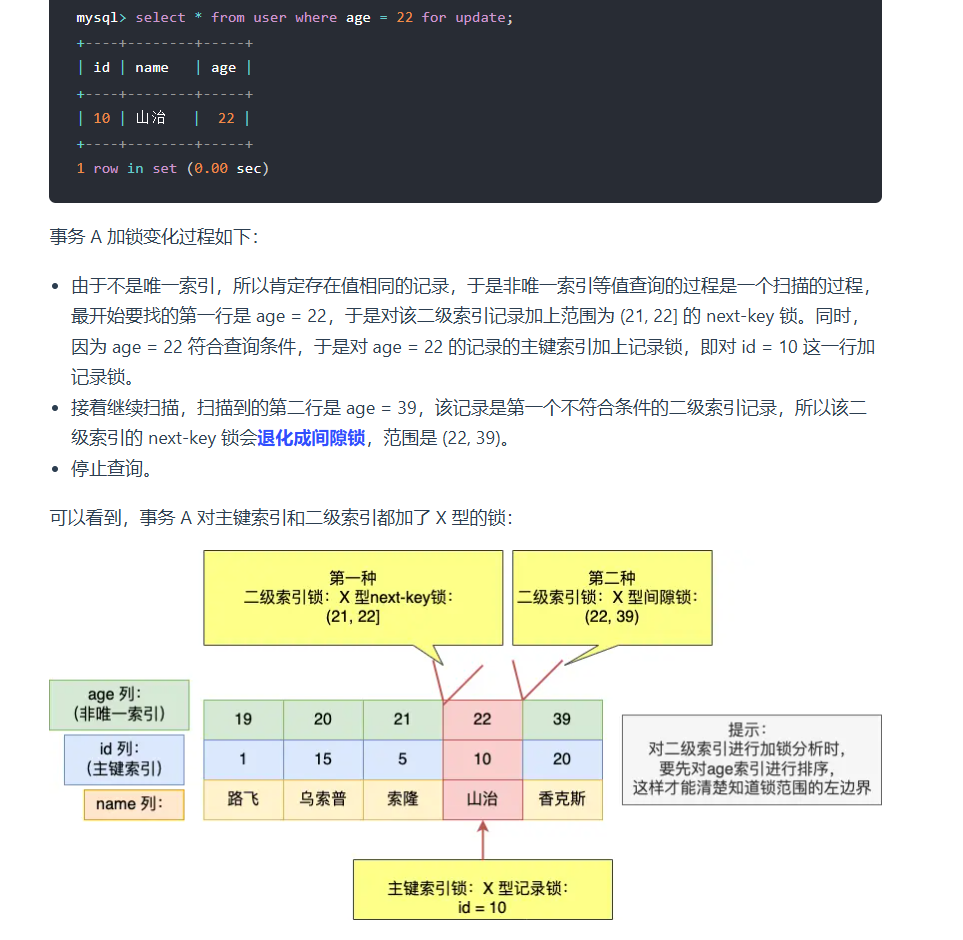 mysql> select * from user where age = 22 for update;
+----+--------+-----+
| id | name   | age |
+----+--------+-----+
| 10 | 山治   |  22 |
+----+--------+-----+
1 row in set (0.00 sec)
事务 A 加锁变化过程如下：
• 由于不是唯一索引，所以肯定存在值相同的记录，于是非唯一索引等值查询的过程是一个扫描的过程，
最开始要找的第一行是 age = 22，于是对该二级索引记录加上范围为 (21, 22] 的 next-key 锁。同时，
因为 age = 22 符合查询条件，于是对 age = 22 的记录的主键索引加上记录锁，即对 id = 10 这一行加
记录锁。
• 接着继续扫描，扫描到的第二行是 age = 39，该记录是第一个不符合条件的二级索引记录，所以该二
级索引的 next-key 锁会退化成间隙锁，范围是 (22, 39)。
• 停止查询。
可以看到，事务 A 对主键索引和二级索引都加了 X 型的锁：
第一种
二级索引锁：X 型next-key锁：
(21, 22]
第二种
二级索引锁：X 型间隙锁：
(22, 39)
age 列：
(非唯一索引)
19 20 21 22 39
id 列：
(主键索引)
1 15 5 10 20
name 列：
路飞 乌索普 索隆 山治 香克斯
提示：
对二级索引进行加锁分析时，
要先对age索引进行排序，
这样才能清楚知道锁范围的左边界
主键索引锁：X 型记录锁：
id = 10